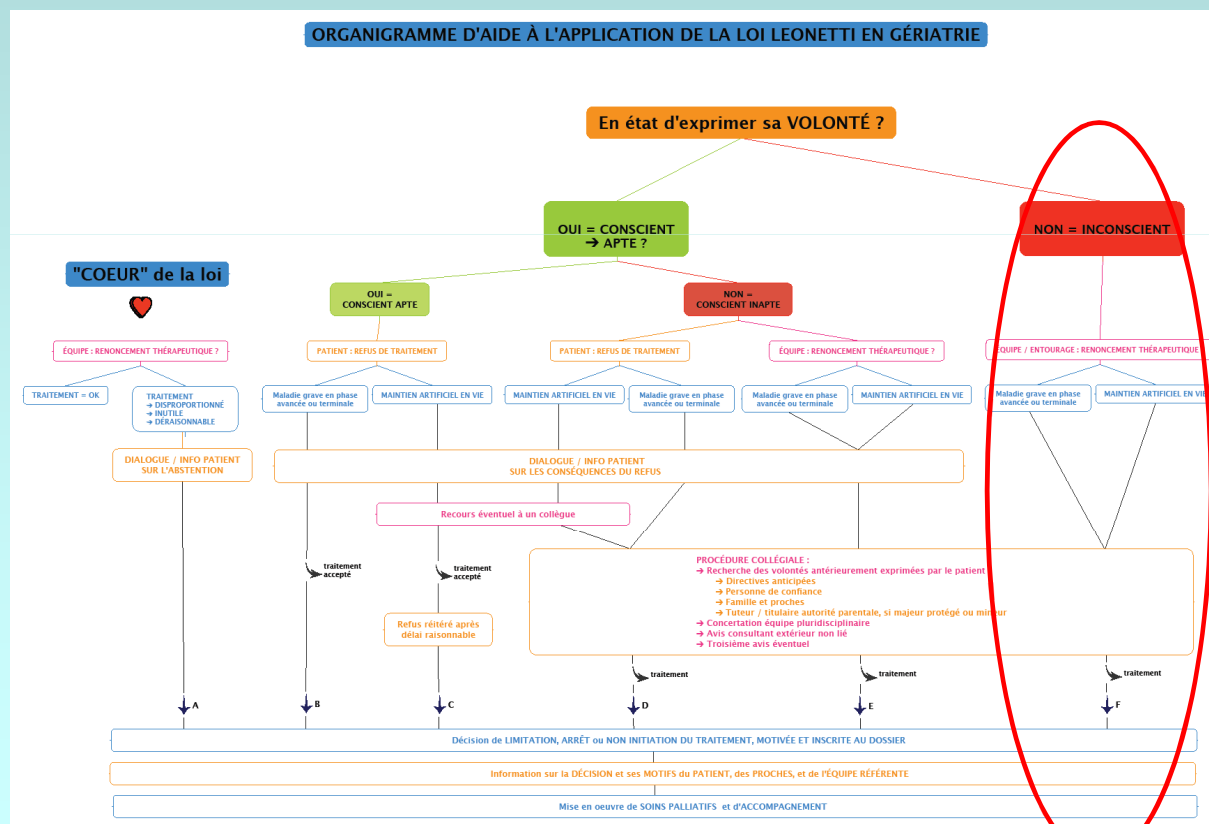 ORGANIGRAMME D'AIDE À L'APPLICATION DE LA LOI LEONETTI EN GÉRIATRIE
En état d'exprimer sa VOLONTÉ ?
OUI = CONSCIENT
→ APTE ?
NON = INCONSCIENT
"COEUR" de la loi
OUI =
CONSCIENT APTE
NON =
CONSCIENT INAPTE
ÉQUIPE : RENONCEMENT THÉRAPEUTIQUE ?
PATIENT : REFUS DE TRAITEMENT
PATIENT : REFUS DE TRAITEMENT
ÉQUIPE : RENONCEMENT THÉRAPEUTIQUE ?
ÉQUIPE / ENTOURAGE : RENONCEMENT THÉRAPEUTIQUE
TRAITEMENT = OK
TRAITEMENT
→ DISPROPORTIONNÉ
→ INUTILE
→ DÉRAISONNABLE
Maladie grave en phase
avancée ou terminale
MAINTIEN ARTIFICIEL EN VIE
MAINTIEN ARTIFICIEL EN VIE
Maladie grave en phase
avancée ou terminale
Maladie grave en phase
avancée ou terminale
MAINTIEN ARTIFICIEL EN VIE
Maladie grave en phase
avancée ou terminale
MAINTIEN ARTIFICIEL EN VIE
DIALOGUE / INFO PATIENT
SUR L'ABSTENTION
DIALOGUE / INFO PATIENT
SUR LES CONSÉQUENCES DU REFUS
Recours éventuel à un collègue
traitement
accepté
traitement
accepté
Refus réitéré après
délai raisonnable
PROCÉDURE COLLÉGIALE :
→ Recherche des volontés antérieurement exprimées par le patient
→ Directives anticipées
→ Personne de confiance
→ Famille et proches
→ Tuteur / titulaire autorité parentale, si majeur protégé ou mineur
→ Concertation équipe pluridisciplinaire
→ Avis consultant extérieur non lié
→ Troisième avis éventuel
traitement
traitement
traitement
A
B
C
D
E
F
Décision de LIMITATION, ARRÊT ou NON INITIATION DU TRAITEMENT, MOTIVÉE ET INSCRITE AU DOSSIER
Information sur la DÉCISION et ses MOTIFS du PATIENT, des PROCHES, et de l'ÉQUIPE RÉFÉRENTE
Mise en oeuvre de SOINS PALLIATIFS et d'ACCOMPAGNEMENT